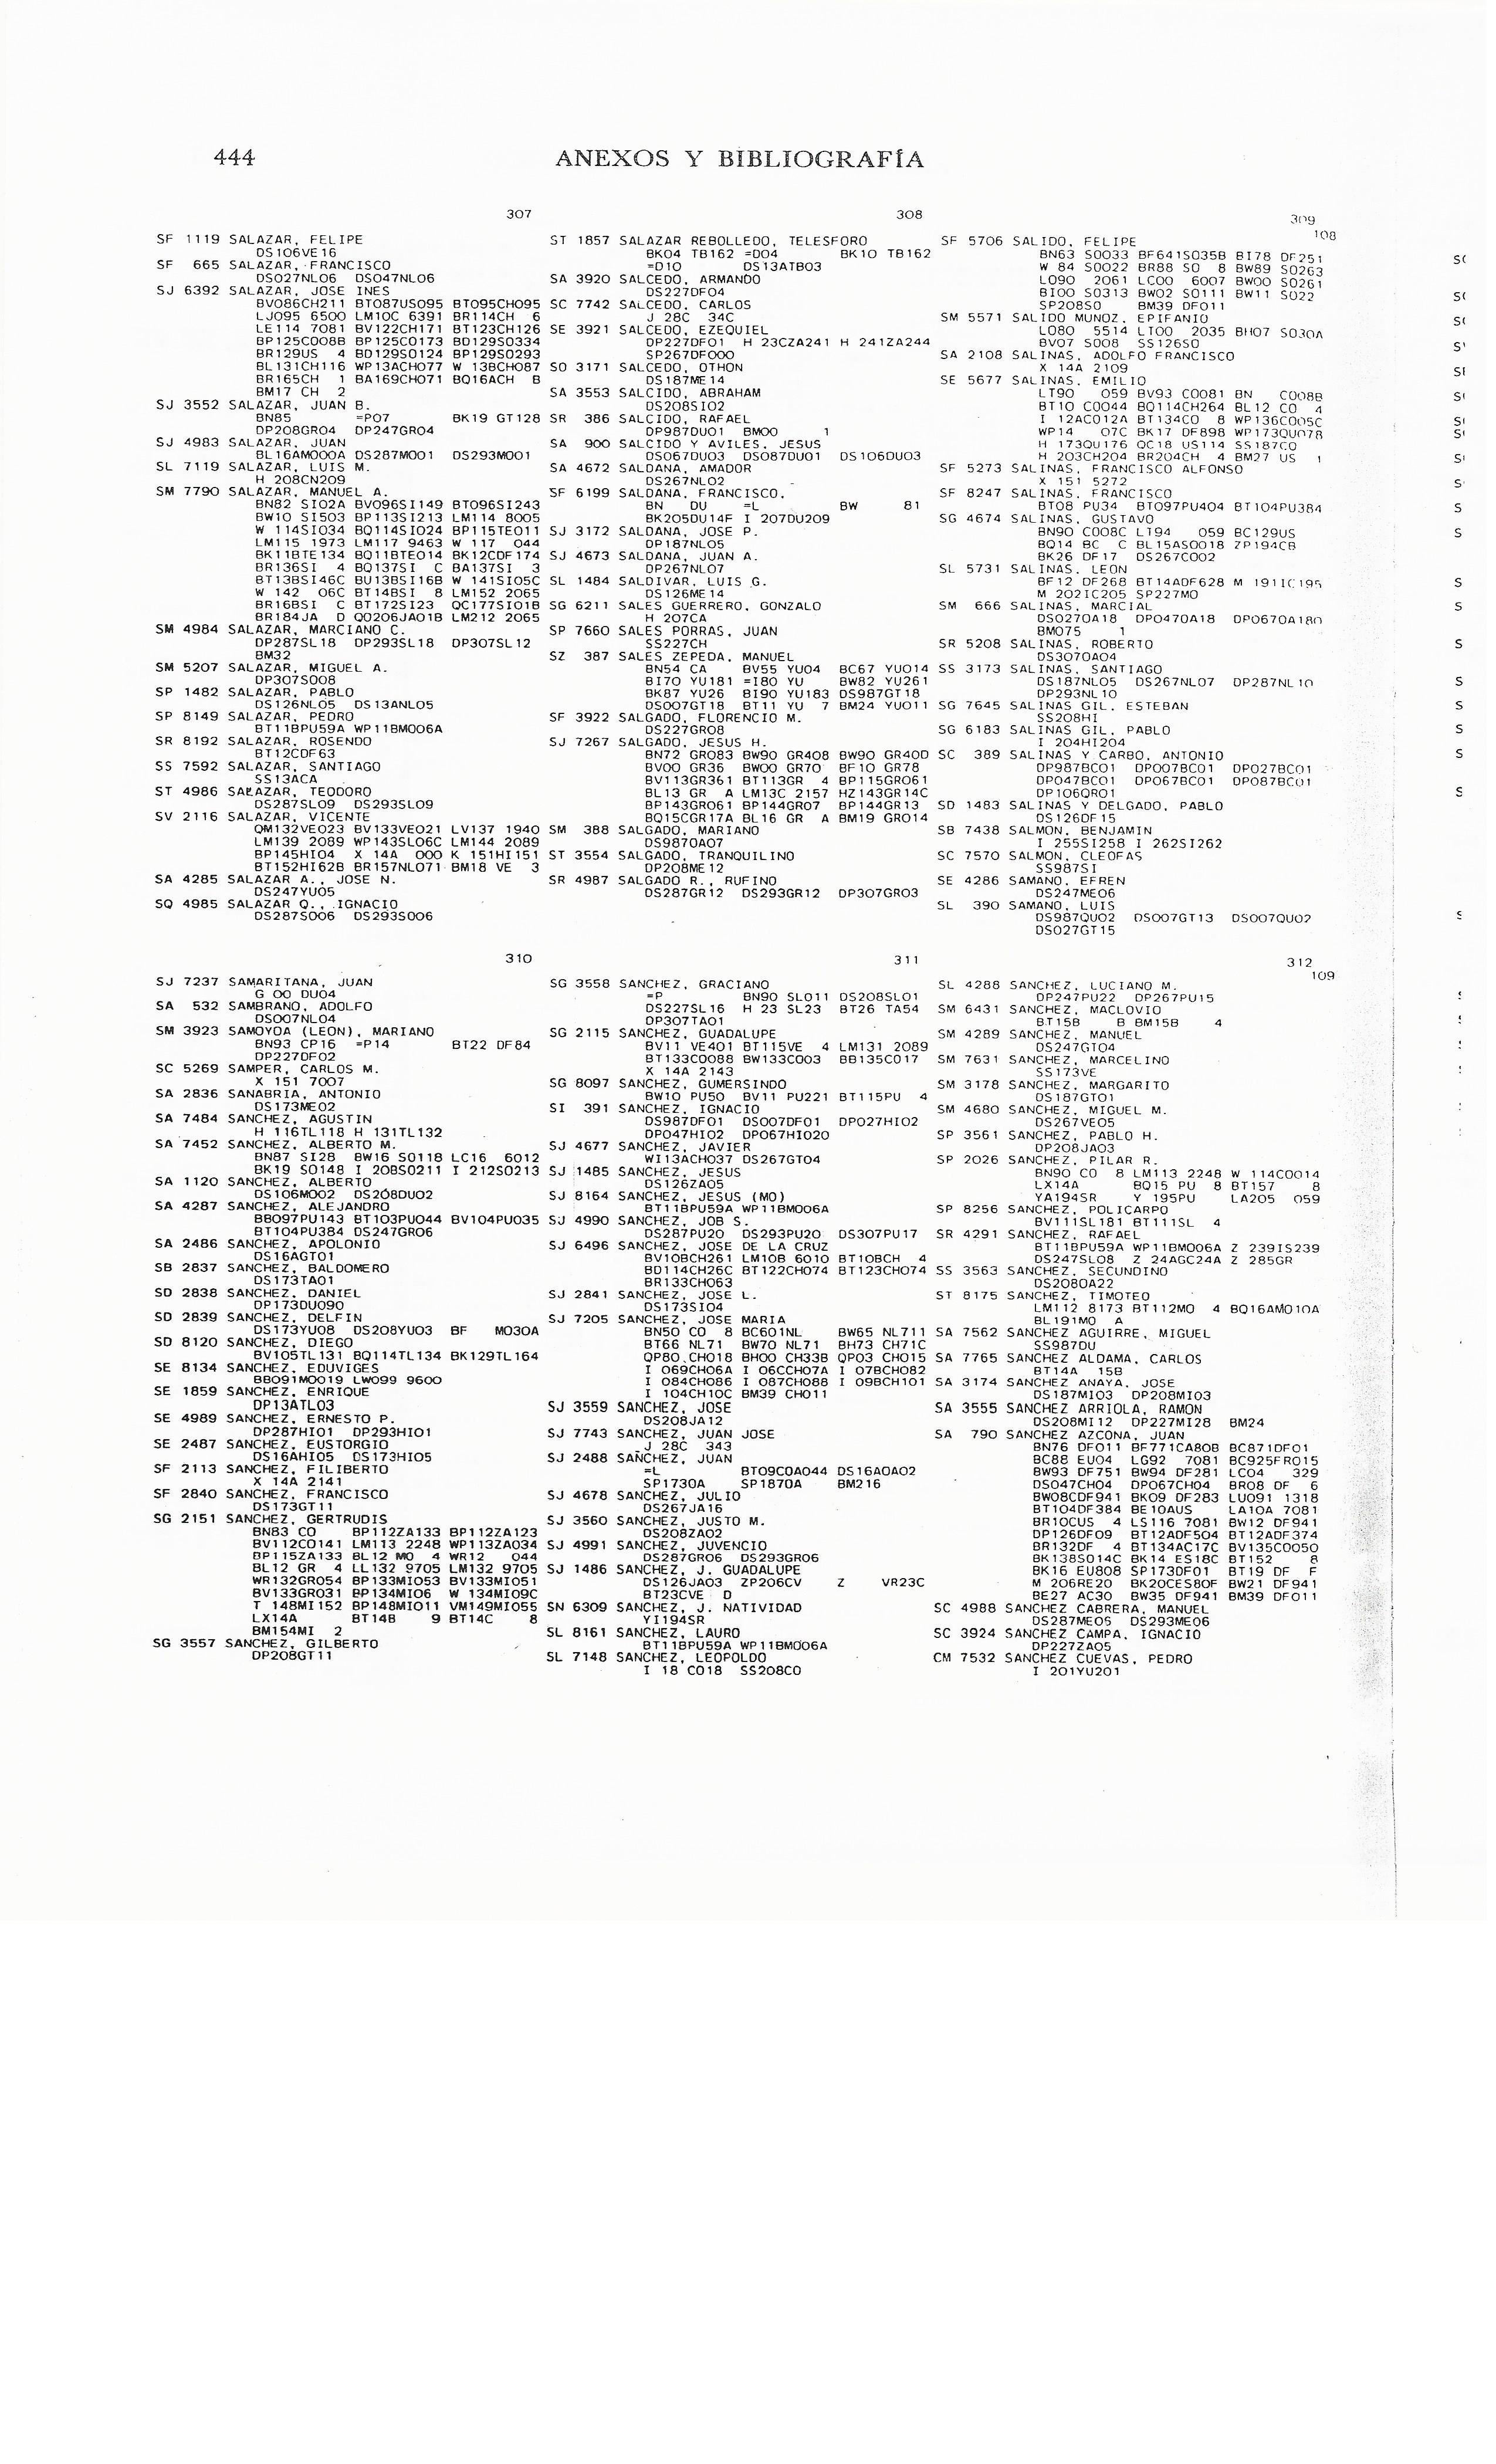 444
ANEXOS Y BIBLIOGRAFÍA
307
SF 1119 SALAZAR, FELIPE
DS106VE16
SF 665 SALAZAR, FRANCISCO
DS027NL06 DS047NL06
SJ 6392 SALAZAR, JOSE INES
BV086CH211 BT087US095 BT095CH095
LJ095 6500 LM10C 6391 BR114CH 6
LE114 7081 BV122CH171 BT123CH126
BP125C008B BP125C0173 BD129S0334
BR129US 4 BD129S0124 BP129S0293
BL131CH116 WP13ACH077 W 13BCH087
BR165CH 1 BA169CH071 BQ16ACH B
BM17 CH 2
SJ 3552 SALAZAR, JUAN B.
BN85 =P07 BK19 GT128
DP208GR04 DP247GR04
SJ 4983 SALAZAR, JUAN
BL16AM000A DS287M001 DS293M001
SL 7119 SALAZAR, LUIS M.
H 208CN209
SM 7790 SALAZAR, MANUEL A.
BN82 SI02A BV096SI149 BT096SI243
BW10 SI503 BP113SI213 LM114 8005
W 114SI034 BQ114SI024 BP115TE011
LM115 1973 LM117 9463 W 117 044
BK11BTE134 BQ11BTE014 BK12CDF174
BR136SI 4 BQ137SI C BA137SI 3
BT13BSI46C BU13BSI16B W 141SI05C
W 142 06C BT14BSI 8 LM152 2065
BR16BSI C BT172SI23 QC177SI01B
BR184JA D QO206JA01B LM212 2065
SM 4984 SALAZAR, MARCIANO C.
DP287SL18 DP293SL18 DP307SL12
BM32
SM 5207 SALAZAR, MIGUEL A.
DP307S008
SP 1482 SALAZAR, PABLO
DS126NL05 DS13ANL05
SP 8149 SALAZAR, PEDRO
BT11BPU59A WP11BM006A
SR 8192 SALAZAR, ROSENDO
BT12CDF63
SS 7592 SALAZAR, SANTIAGO
SS13ACA
ST 4986 SALAZAR, TEODORO
DS287SL09 DS293SL09
SV 2116 SALAZAR, VICENTE
QM132VE023 BV133VE021 LV137 1940
LM139 2089 WP143SL06C LM144 2089
BP145HI04 X 14A 000 K 151HI151
BT152HI62B BR157NL071 BM18 VE 3
SA 4285 SALAZAR A., JOSE N.
DS247YU05
SQ 4985 SALAZAR Q., IGNACIO
DS287S006 DS293S006
308
ST 1857 SALAZAR REBOLLEDO, TELESFORO
BK04 TB162 =D04 BK10 TB162
=D10 DS13ATB03
SA 3920 SALCEDO, ARMANDO
DS227DF04
SC 7742 SALCEDO, CARLOS
J 28C 34C
SE 3921 SALCEDO, EZEQUIEL
DP227DF01 H 23CZA241 H 241ZA244
SP267DF000
SO 3171 SALCEDO, OTHON
DS187ME14
SA 3553 SALCIDO, ABRAHAM
DS208SI02
SR 386 SALCIDO, RAFAEL
DP987DU01 BM00 1
SA 900 SALCIDO Y AVILES, JESUS
DS067DU03 DS087DU01 DS106DU03
SA 4672 SALDANA, AMADOR
DS267NL02
SF 6199 SALDANA, FRANCISCO,
BN DU =L BW 81
BK205DU14F I 207DU209
SJ 3172 SALDANA, JOSE P.
DP187NL05
SJ 4673 SALDANA, JUAN A.
DP267NL07
SL 1484 SALDIVAR, LUIS G.
DS126ME14
SG 6211 SALES GUERRERO, GONZALO
H 207CA
SP 7660 SALES PORRAS, JUAN
SS227CH
SZ 387 SALES ZEPEDA, MANUEL
BN54 CA BV55 YU04 BC67 YU014
BI70 YU181 =I80 YU BW82 YU261
BK87 YU26 BI90 YU183 DS987GT18
DS007GT18 BT11 YU 7 BM24 YU011
SF 3922 SALGADO, FLORENCIO M.
DS227GR08
SJ 7267 SALGADO, JESUS H.
BN72 GR083 BW90 GR408 BW90 GR40D
BV00 GR36 BW00 GR70 BF10 GR78
BV113GR361 BT113GR 4 BP115GR061
BL13 GR A LM13C 2157 HZ143GR14C
BP143GR061 BP144GR07 BP144GR13
BQ15CGR17A BL16 GR A BM19 GR014
SM 388 SALGADO, MARIANO
DS9870A07
ST 3554 SALGADO, TRANQUILINO
DP208ME12
SR 4987 SALGADO R., RUFINO
DS287GR12 DS293GR12 DP307GR03
309
108
SF 5706 SALIDO, FELIPE
BN63 S0033 BF641S035B BI78 DF251
W 84 S0022 BR88 SO 8 BW89 S0263
L090 2061 LC00 6007 BW00 S0261
BI00 S0313 BW02 S0111 BW11 S022
SP208S0 BM39 DF011
SM 5571 SALIDO MUNOZ, EPIFANIO
L080 5514 LT00 2035 BH07 S030A
BV07 S008 SS126S0
SA 2108 SALINAS, ADOLFO FRANCISCO
X 14A 2109
SE 5677 SALINAS, EMILIO
LT90 059 BV93 C0081 BN C008B
BT10 C0044 BQ114CH264 BL12 CO 4
I 12AC012A BT134CO 8 WP136C005C
WP14 07C BK17 DF898 WP173QU078
H 173QU176 QC18 US114 SS187CO
H 203CH204 BR204CH 4 BM27 US 1
SF 5273 SALINAS, FRANCISCO ALFONSO
X 151 5272
SF 8247 SALINAS, FRANCISCO
BT08 PU34 BT097PU404 BT104PU384
SG 4674 SALINAS, GUSTAVO
BN90 C008C L194 059 BC129US
BQ14 BC C BL15AS0018 ZP194CB
BK26 DF17 DS267C002
SL 5731 SALINAS, LEON
BF12 DF268 BT14ADF628 M 191IC195
M 202IC205 SP227MO
SM 666 SALINAS, MARCIAL
DS0270A18 DP0470A18 DP0670A180
BM075 1
SR 5208 SALINAS, ROBERTO
DS3070A04
SS 3173 SALINAS, SANTIAGO
DS187NL05 DS267NL07 DP287NL10
DP293NL10
SG 7645 SALINAS GIL, ESTEBAN
SS208HI
SG 6183 SALINAS GIL, PABLO
I 204HI204
SC 389 SALINAS Y CARBO, ANTONIO
DP987BC01 DP007BC01 DP027BC01
DP047BC01 DP067BC01 DP087BC01
DP106QR01
SD 1483 SALINAS Y DELGADO, PABLO
DS126DF15
SB 7438 SALMON, BENJAMIN
I 255SI258 I 262SI262
SC 7570 SALMON, CLEOFAS
SS987SI
SE 4286 SAMANO, EFREN
DS247ME06
SL 390 SAMANO, LUIS
DS987QU02 DS007GT13 DS007QU02
DS027GT15
310
SJ 7237 SAMARITANA, JUAN
G 00 DU04
SA 532 SAMBRANO, ADOLFO
DS007NL04
SM 3923 SAMOYOA (LEON), MARIANO
BN93 CP16 =P14 BT22 DF84
DP227DF02
SC 5269 SAMPER, CARLOS M.
X 151 7007
SA 2836 SANABRIA, ANTONIO
DS173ME02
SA 7484 SANCHEZ, AGUSTIN
H 116TL118 H 131TL132
SA 7452 SANCHEZ, ALBERTO M.
BN87 SI28 BW16 S0118 LC16 6012
BK19 S0148 I 208S0211 I 212S0213
SA 1120 SANCHEZ, ALBERTO
DS106M002 DS208DU02
SA 4287 SANCHEZ, ALEJANDRO
BB097PU143 BT103PU044 BV104PU035
BT104PU384 DS247GR06
SA 2486 SANCHEZ, APOLONIO
DS16AGT01
SB 2837 SANCHEZ, BALDOMERO
DS173TA01
SD 2838 SANCHEZ, DANIEL
DP173DU090
SD 2839 SANCHEZ, DELFIN
DS173YU08 DS208YU03 BF M030A
SD 8120 SANCHEZ, DIEGO
BV105TL131 BQ114TL134 BK129TL164
SE 8134 SANCHEZ, EDUVIGES
BB091M0019 LW099 9600
SE 1859 SANCHEZ, ENRIQUE
DP13ATL03
SE 4989 SANCHEZ, ERNESTO P.
DP287HI01 DP293HI01
SE 2487 SANCHEZ, EUSTORGIO
DS16AHI05 DS173HI05
SF 2113 SANCHEZ, FILIBERTO
X 14A 2141
SF 2840 SANCHEZ, FRANCISCO
DS173GT11
SG 2151 SANCHEZ, GERTRUDIS
BN83 CO BP112ZA133 BP112ZA123
BV112C0141 LM113 2248 WP113ZA034
BP115ZA133 BL12 MO 4 WR12 044
BL12 GR 4 LL132 9705 LM132 9705
WR132GR054 BP133MI053 BV133MI051
BV133GR031 BP134MI06 W 134MI09C
T 148MI152 BP148MI011 VM149MI055
LX14A BT14B 9 BT14C 8
BM154MI 2
SG 3557 SANCHEZ, GILBERTO
DP208GT11
311
SG 3558 SANCHEZ, GRACIANO
=P BN90 SL011 DS208SL01
DS227SL16 H 23 SL23 BT26 TA54
DP307TA01
SG 2115 SANCHEZ, GUADALUPE
BV11 VE401 BT115VE 4 LM131 2089
BT133C0088 BW133C003 BB135C017
X 14A 2143
SG 8097 SANCHEZ, GUMERSINDO
BW10 PU50 BV11 PU221 BT115PU 4
SI 391 SANCHEZ, IGNACIO
DS987DF01 DS007DF01 DP027HI02
DP047HI02 DP067HI020
SJ 4677 SANCHEZ, JAVIER
WI13ACH037 DS267GT04
SJ 1485 SANCHEZ, JESUS
DS126ZA05
SJ 8164 SANCHEZ, JESUS (MO)
BT11BPU59A WP11BM006A
SJ 4990 SANCHEZ, JOB S.
DS287PU20 DS293PU20 DS307PU17
SJ 6496 SANCHEZ, JOSE DE LA CRUZ
BV10BCH261 LM10B 6010 BT10BCH 4
BD114CH26C BT122CH074 BT123CH074
BR133CH063
SJ 2841 SANCHEZ, JOSE L.
DS173SI04
SJ 7205 SANCHEZ, JOSE MARIA
BN50 CO 8 BC601NL BW65 NL711
BT66 NL71 BW70 NL71 BH73 CH71C
QP80 CH018 BH00 CH33B QP03 CH015
I 069CH06A I 06CCH07A I 07BCH082
I 084CH086 I 087CH088 I 09BCH101
I 104CH10C BM39 CH011
SJ 3559 SANCHEZ, JOSE
DS208JA12
SJ 7743 SANCHEZ, JUAN JOSE
J 28C 343
SJ 2488 SANCHEZ, JUAN
=L BT09C0A044 DS16A0A02
SP1730A SP1870A BM216
SJ 4678 SANCHEZ, JULIO
DS267JA16
SJ 3560 SANCHEZ, JUSTO M.
DS208ZA02
SJ 4991 SANCHEZ, JUVENCIO
DS287GR06 DS293GR06
SJ 1486 SANCHEZ, J. GUADALUPE
DS126JA03 ZP206CV Z VR23C
BT23CVE D
SN 6309 SANCHEZ, J. NATIVIDAD
YI194SR
SL 8161 SANCHEZ, LAURO
BT11BPU59A WP11BM006A
SL 7148 SANCHEZ, LEOPOLDO
I 18 C018 SS208CO
312
109
SL 4288 SANCHEZ, LUCIANO M.
DP247PU22 DP267PU15
SM 6431 SANCHEZ, MACLOVIO
BT15B B BM15B 4
SM 4289 SANCHEZ, MANUEL
DS247GT04
SM 7631 SANCHEZ, MARCELINO
SS173VE
SM 3178 SANCHEZ, MARGARITO
DS187GT01
SM 4680 SANCHEZ, MIGUEL M.
DS267VE05
SP 3561 SANCHEZ, PABLO H.
DP208JA03
SP 2026 SANCHEZ, PILAR R.
BN90 CO 8 LM113 2248 W 114C0014
LX14A BQ15 PU 8 BT157 8
YA194SR Y 195PU LA205 059
SP 8256 SANCHEZ, POLICARPO
BV111SL181 BT111SL 4
SR 4291 SANCHEZ, RAFAEL
BT11BPU59A WP11BM006A Z 239IS239
DS247SL08 Z 24AGC24A Z 285GR
SS 3563 SANCHEZ, SECUNDINO
DS2080A22
ST 8175 SANCHEZ, TIMOTEO
LM112 8173 BT112MO 4 BQ16AM010A
BL191MO A
SA 7562 SANCHEZ AGUIRRE, MIGUEL
SS987DU
SA 7765 SANCHEZ ALDAMA, CARLOS
BT14A 15B
SA 3174 SANCHEZ ANAYA, JOSE
DS187MI03 DP208MI03
SA 3555 SANCHEZ ARRIOLA, RAMON
DS208MI12 DP227MI28 BM24
SA 790 SANCHEZ AZCONA, JUAN
BN76 DF011 BF771CA80B BC871DF01
BC88 EU04 LG92 7081 BC925FR015
BW93 DF751 BW94 DF281 LC04 329
DS047CH04 DP067CH04 BR08 DF 6
BW08CDF941 BK09 DF283 LU091 1318
BT104DF384 BE10AUS LA10A 7081
BR10CUS 4 LS116 7081 BW12 DF941
DP126DF09 BT12ADF504 BT12ADF374
BR132DF 4 BT134AC17C BV135C0050
BK138S014C BK14 ES18C BT152 8
BK16 EU808 SP173DF01 BT19 DF F
M 206RE20 BK20CES80F BW21 DF941
BE27 AC30 BW35 DF941 BM39 DF011
SC 4988 SANCHEZ CABRERA, MANUEL
DS287ME05 DS293ME06
SC 3924 SANCHEZ CAMPA, IGNACIO
DP227ZA05
CM 7532 SANCHEZ CUEVAS, PEDRO
I 201YU201